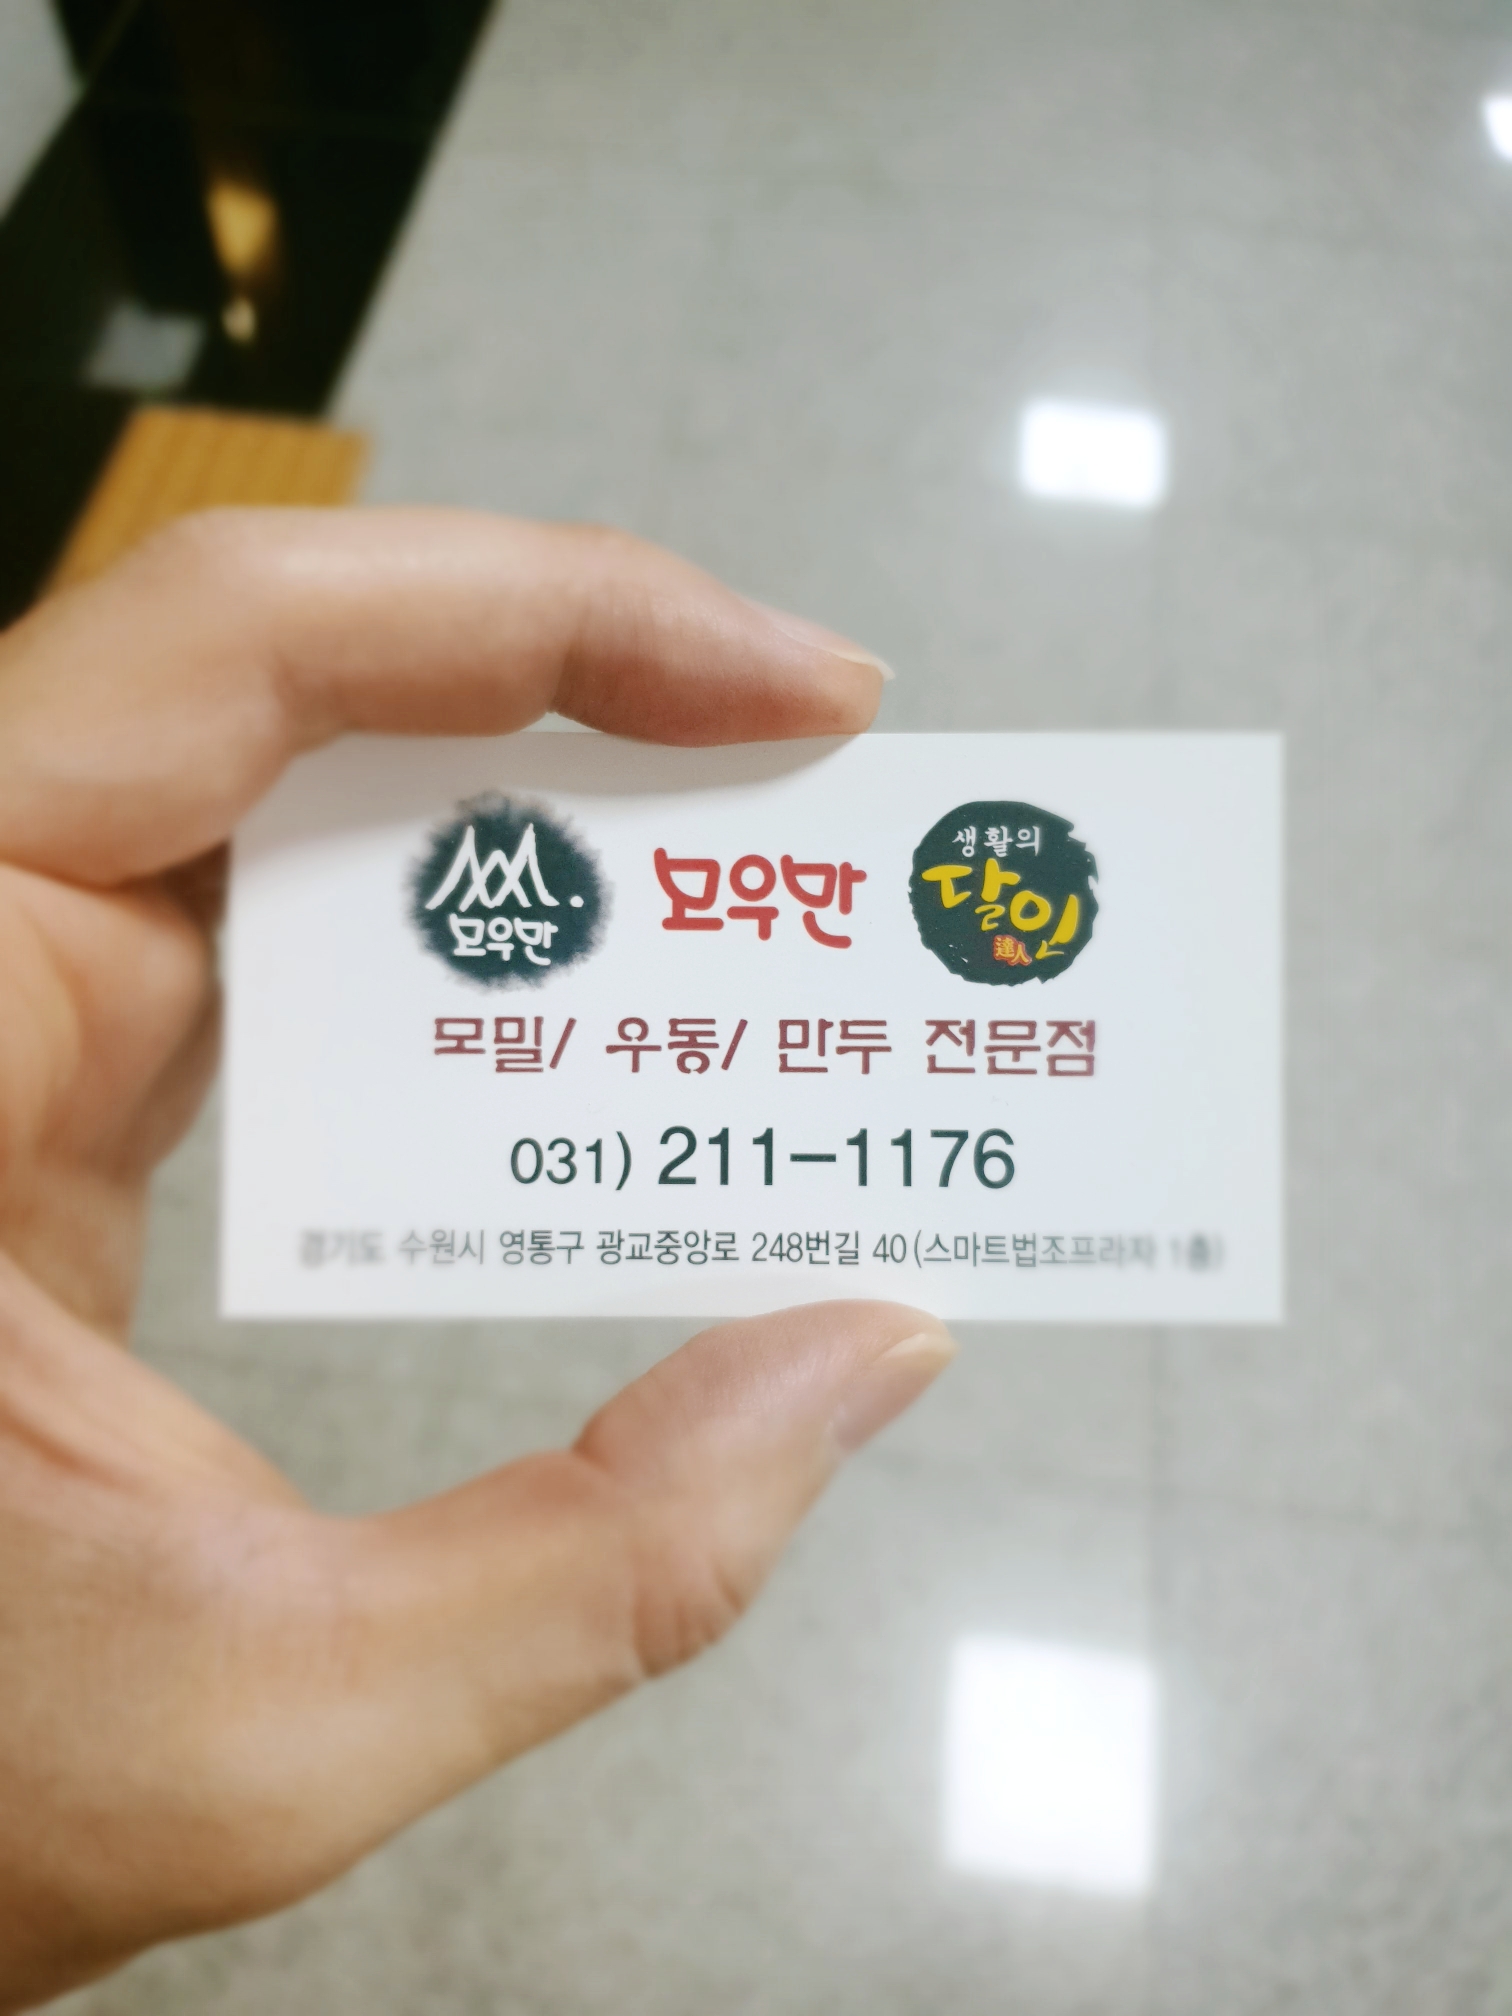 모우만
모우만
생활의
달인
達人
모밀/ 우동/ 만두 전문점
031) 211-1176
경기도 수원시 영통구 광교중앙로 248번길 40(스마트법조프라자 1층)